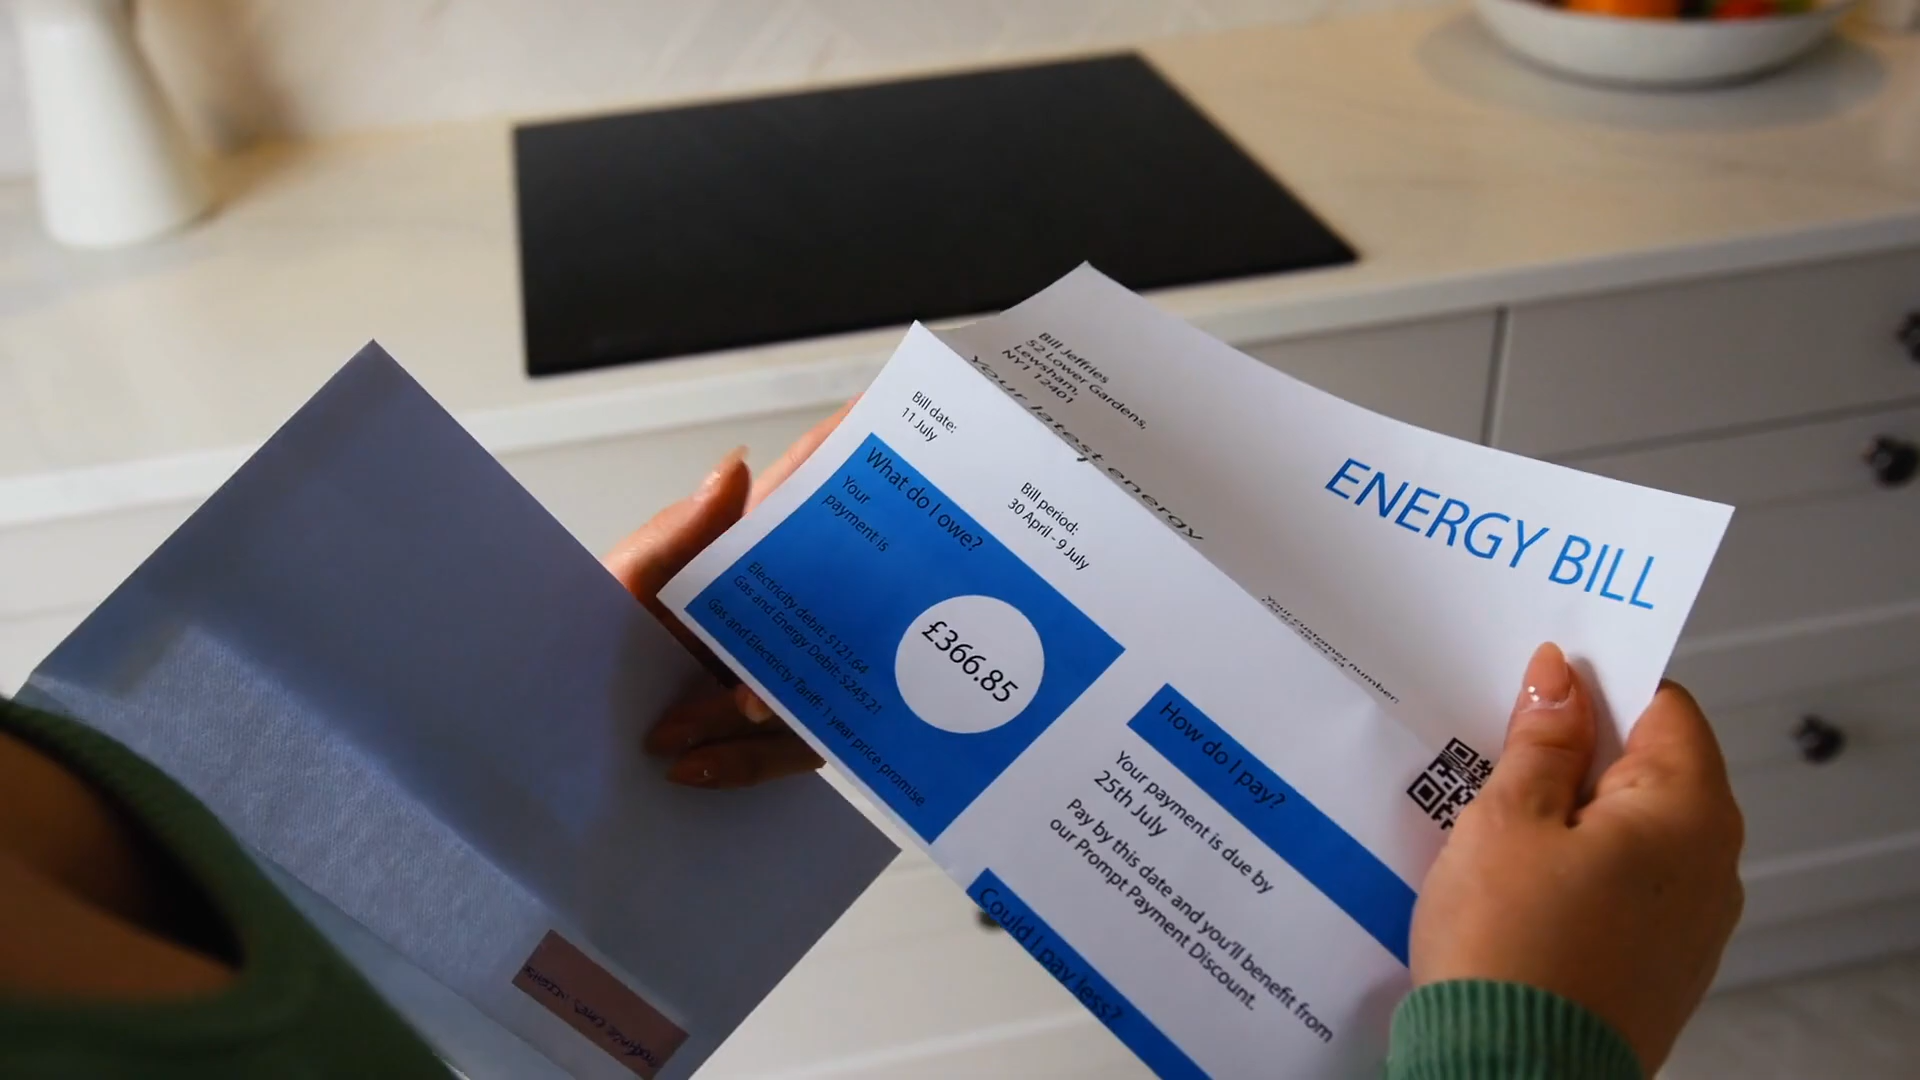 Bill Jeffries
52 Lower Gardens,
Lewsham,
NY1 12401
ENERGY BILL
Your latest energy
Your customer number:
Bill date:
11 July
Bill period:
30 April - 9 July
What do I owe?
Your
payment is
£366.85
Electricity debit: $121.64
Gas and Energy Debit: $245.21
Gas and Electricty Tariff: 1 year price promise
How do I pay?
Your payment is due by
25th July
Pay by this date and you'll benefit from
our Prompt Payment Discount.
Could I pay less?